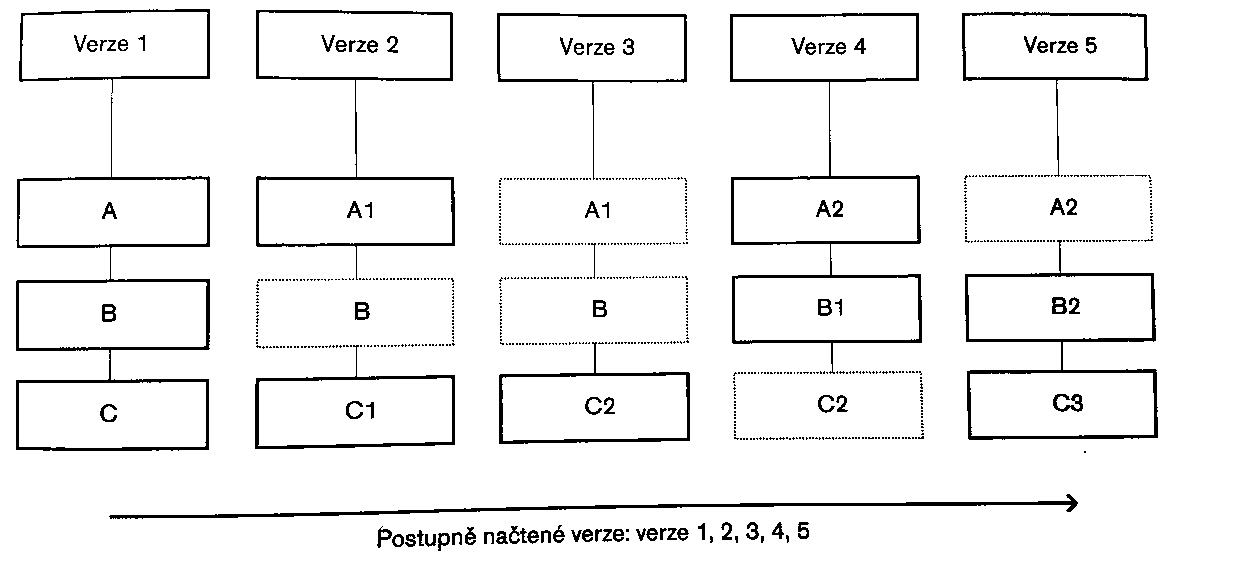 Verze 1 Verze 2 Verze 3 Verze 4 Verze 5
A A1 A1 A2 A2
B B B B1 B2
C C1 C2 C2 C3
Postupně načtené verze: verze 1, 2, 3, 4, 5